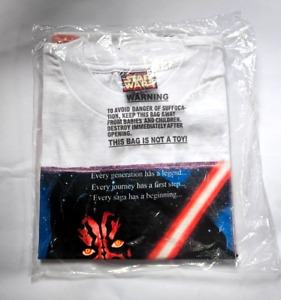 STAR
WARS
WARNING
TO AVOID DANGER OF SUFFOCA-
TION, KEEP THIS BAG AWAY
FROM BABIES AND CHILDREN.
DESTROY IMMEDIATELY AFTER
OPENING.
THIS BAG IS NOT A TOY!
Every generation has a legend...
Every journey has a first step...
Every saga has a beginning...